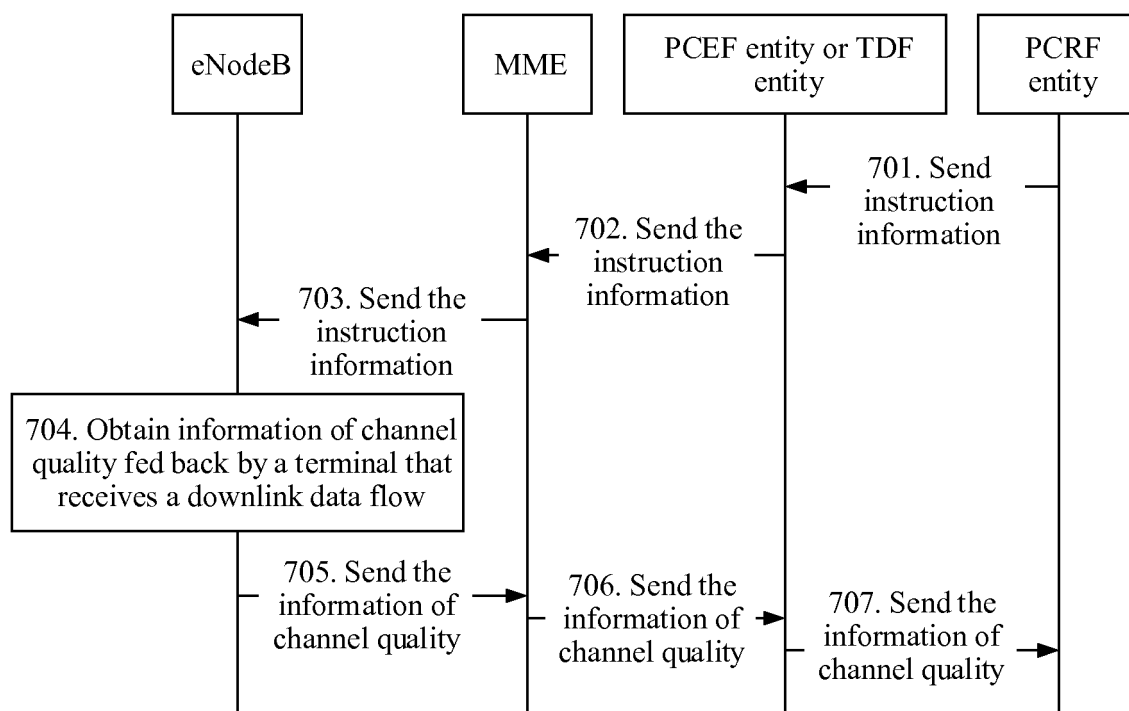 eNodeB
MME
PCEF entity or TDF
entity
PCRF
entity
701. Send
instruction
information
702. Send the
instruction
information
703. Send the
instruction
information
704. Obtain information of channel
quality fed back by a terminal that
receives a downlink data flow
705. Send the
information of
channel quality
706. Send the
information of
channel quality
707. Send the
information of
channel quality